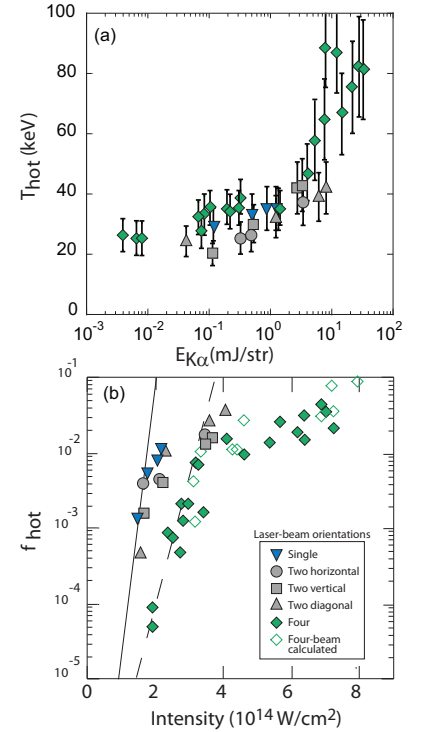 (a)
100
80
60
40
20
0
T_hot (keV)
10^-3 10^-2 10^-1 10^0 10^1 10^2
E_Kα (mJ/str)
(b)
10^-1
10^-2
10^-3
10^-4
10^-5
f_hot
Laser-beam orientations
Single
Two horizontal
Two vertical
Two diagonal
Four
Four-beam
calculated
0 2 4 6 8
Intensity (10^14 W/cm^2)